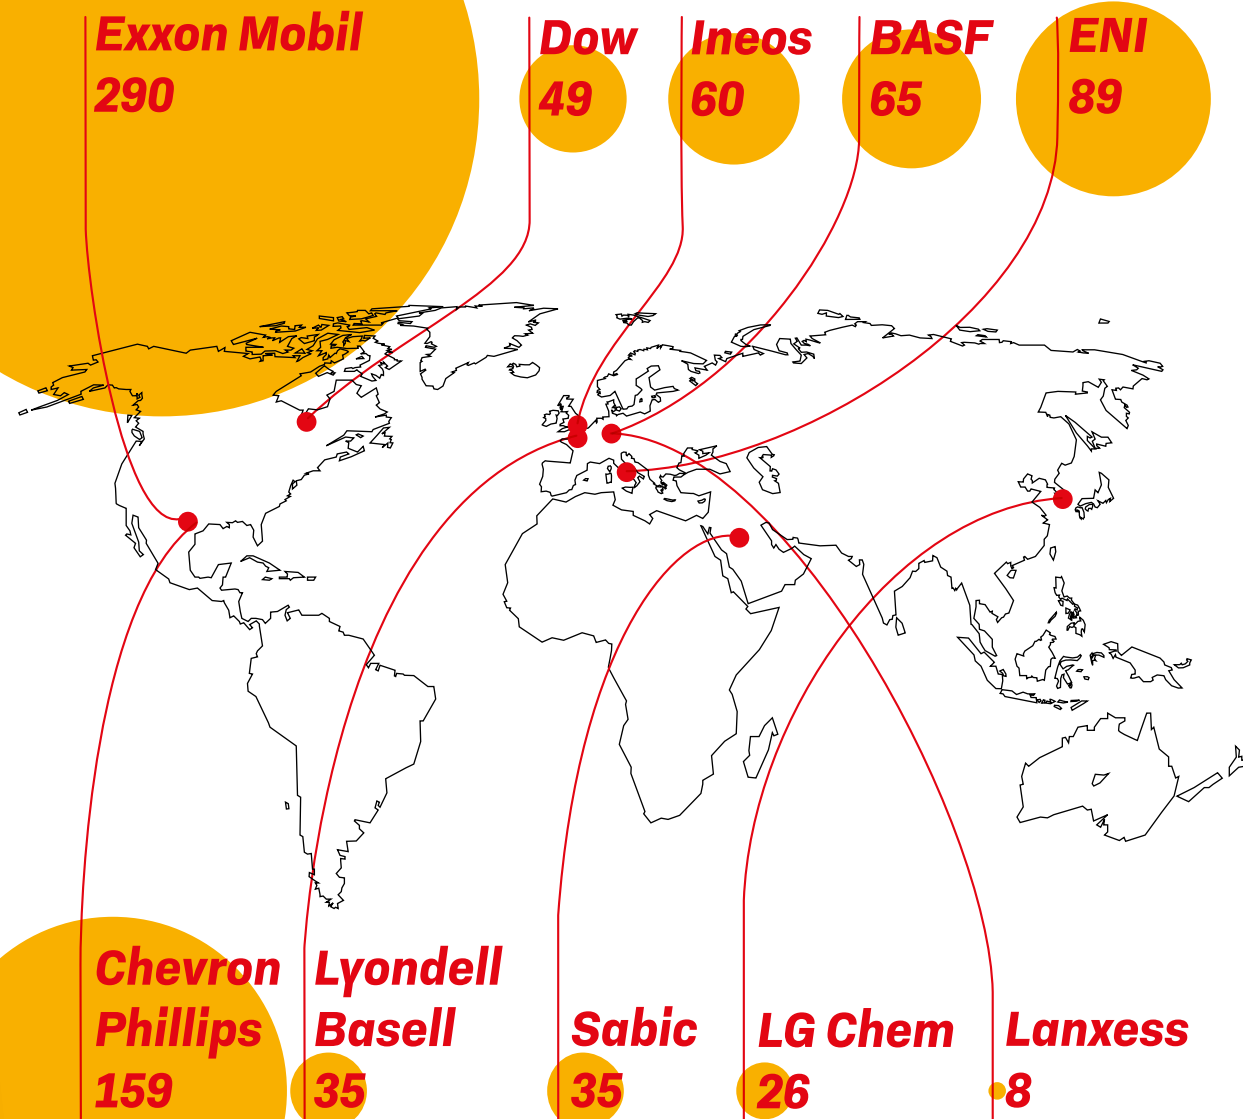 Exxon Mobil
290
Dow
49
Ineos
60
BASF
65
ENI
89
Chevron
Phillips
159
Lyondell
Basell
35
Sabic
35
LG Chem
26
Lanxess
8